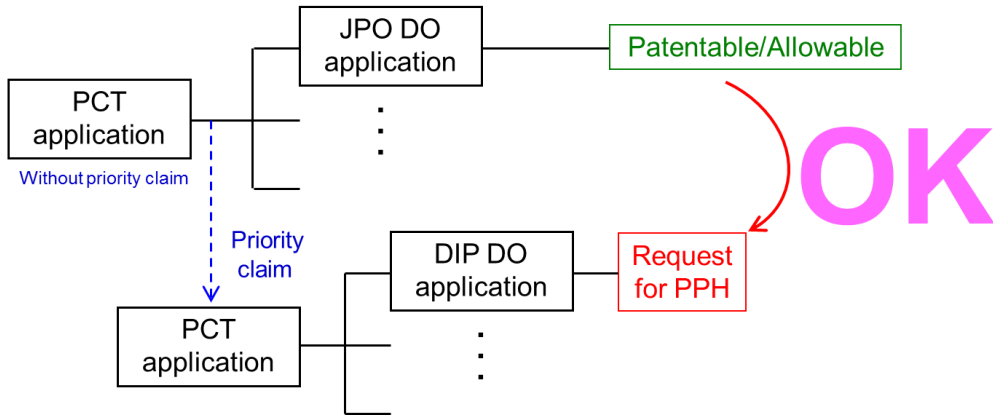 JPO DO
application
Patentable/Allowable
PCT
application
Without priority claim
OK
Priority
claim
DIP DO
application
Request
for PPH
PCT
application